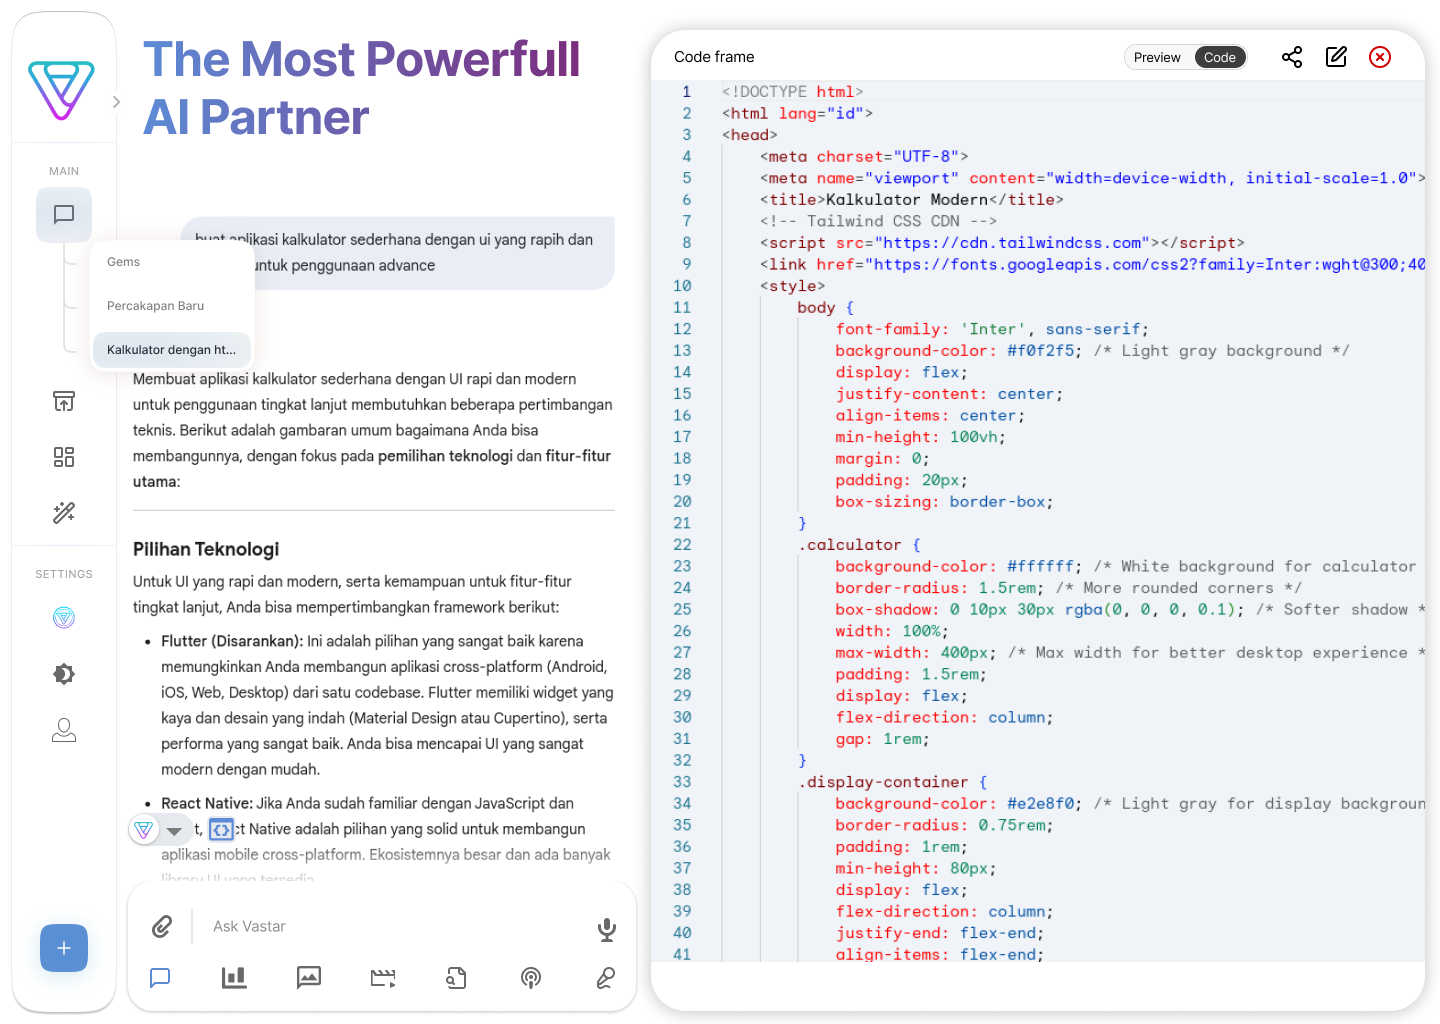 The Most Powerfull
AI Partner
MAIN
Gems
Percakapan Baru
Kalkulator dengan ht...
SETTINGS
buat aplikasi kalkulator sederhana dengan ui yang rapih dan
untuk penggunaan advance
Membuat aplikasi kalkulator sederhana dengan UI rapi dan modern
untuk penggunaan tingkat lanjut membutuhkan beberapa pertimbangan
teknis. Berikut adalah gambaran umum bagaimana Anda bisa
membangunnya, dengan fokus pada pemilihan teknologi dan fitur-fitur
utama:
Pilihan Teknologi
Untuk UI yang rapi dan modern, serta kemampuan untuk fitur-fitur
tingkat lanjut, Anda bisa mempertimbangkan framework berikut:
• Flutter (Disarankan): Ini adalah pilihan yang sangat baik karena
memungkinkan Anda membangun aplikasi cross-platform (Android,
iOS, Web, Desktop) dari satu codebase. Flutter memiliki widget yang
kaya dan desain yang indah (Material Design atau Cupertino), serta
performa yang sangat baik. Anda bisa mencapai UI yang sangat
modern dengan mudah.
• React Native: Jika Anda sudah familiar dengan JavaScript dan
t, ct Native adalah pilihan yang solid untuk membangun
aplikasi mobile cross-platform. Ekosistemnya besar dan ada banyak
library UI yang tersedia
Ask Vastar
Code frame
Preview
Code
1 <!DOCTYPE html>
2 <html lang="id">
3 <head>
4 <meta charset="UTF-8">
5 <meta name="viewport" content="width=device-width, initial-scale=1.0">
6 <title>Kalkulator Modern</title>
7 <!-- Tailwind CSS CDN -->
8 <script src="https://cdn.tailwindcss.com"></script>
9 <link href="https://fonts.googleapis.com/css2?family=Inter:wght@300;40
10 <style>
11 body {
12 font-family: 'Inter', sans-serif;
13 background-color: #f0f2f5; /* Light gray background */
14 display: flex;
15 justify-content: center;
16 align-items: center;
17 min-height: 100vh;
18 margin: 0;
19 padding: 20px;
20 box-sizing: border-box;
21 }
22 .calculator {
23 background-color: #ffffff; /* White background for calculator
24 border-radius: 1.5rem; /* More rounded corners */
25 box-shadow: 0 10px 30px rgba(0, 0, 0, 0.1); /* Softer shadow *
26 width: 100%;
27 max-width: 400px; /* Max width for better desktop experience *
28 padding: 1.5rem;
29 display: flex;
30 flex-direction: column;
31 gap: 1rem;
32 }
33 .display-container {
34 background-color: #e2e8f0; /* Light gray for display backgroun
35 border-radius: 0.75rem;
36 padding: 1rem;
37 min-height: 80px;
38 display: flex;
39 flex-direction: column;
40 justify-end: flex-end;
41 align-items: flex-end;